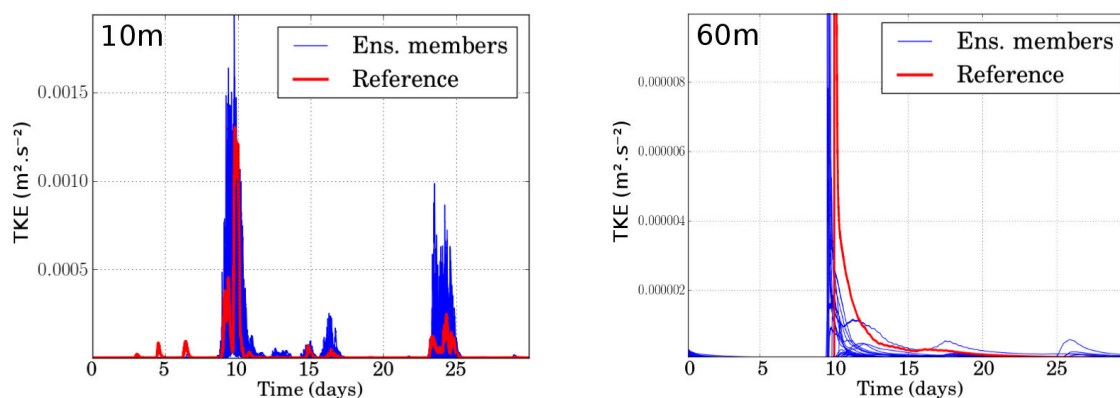 10m
Ens. members
Reference
0.0015
0.0010
0.0005
TKE (m².s⁻²)
0 5 10 15 20 25
Time (days)
60m
Ens. members
Reference
0.000008
0.000006
0.000004
0.000002
TKE (m².s⁻²)
0 5 10 15 20 25
Time (days)